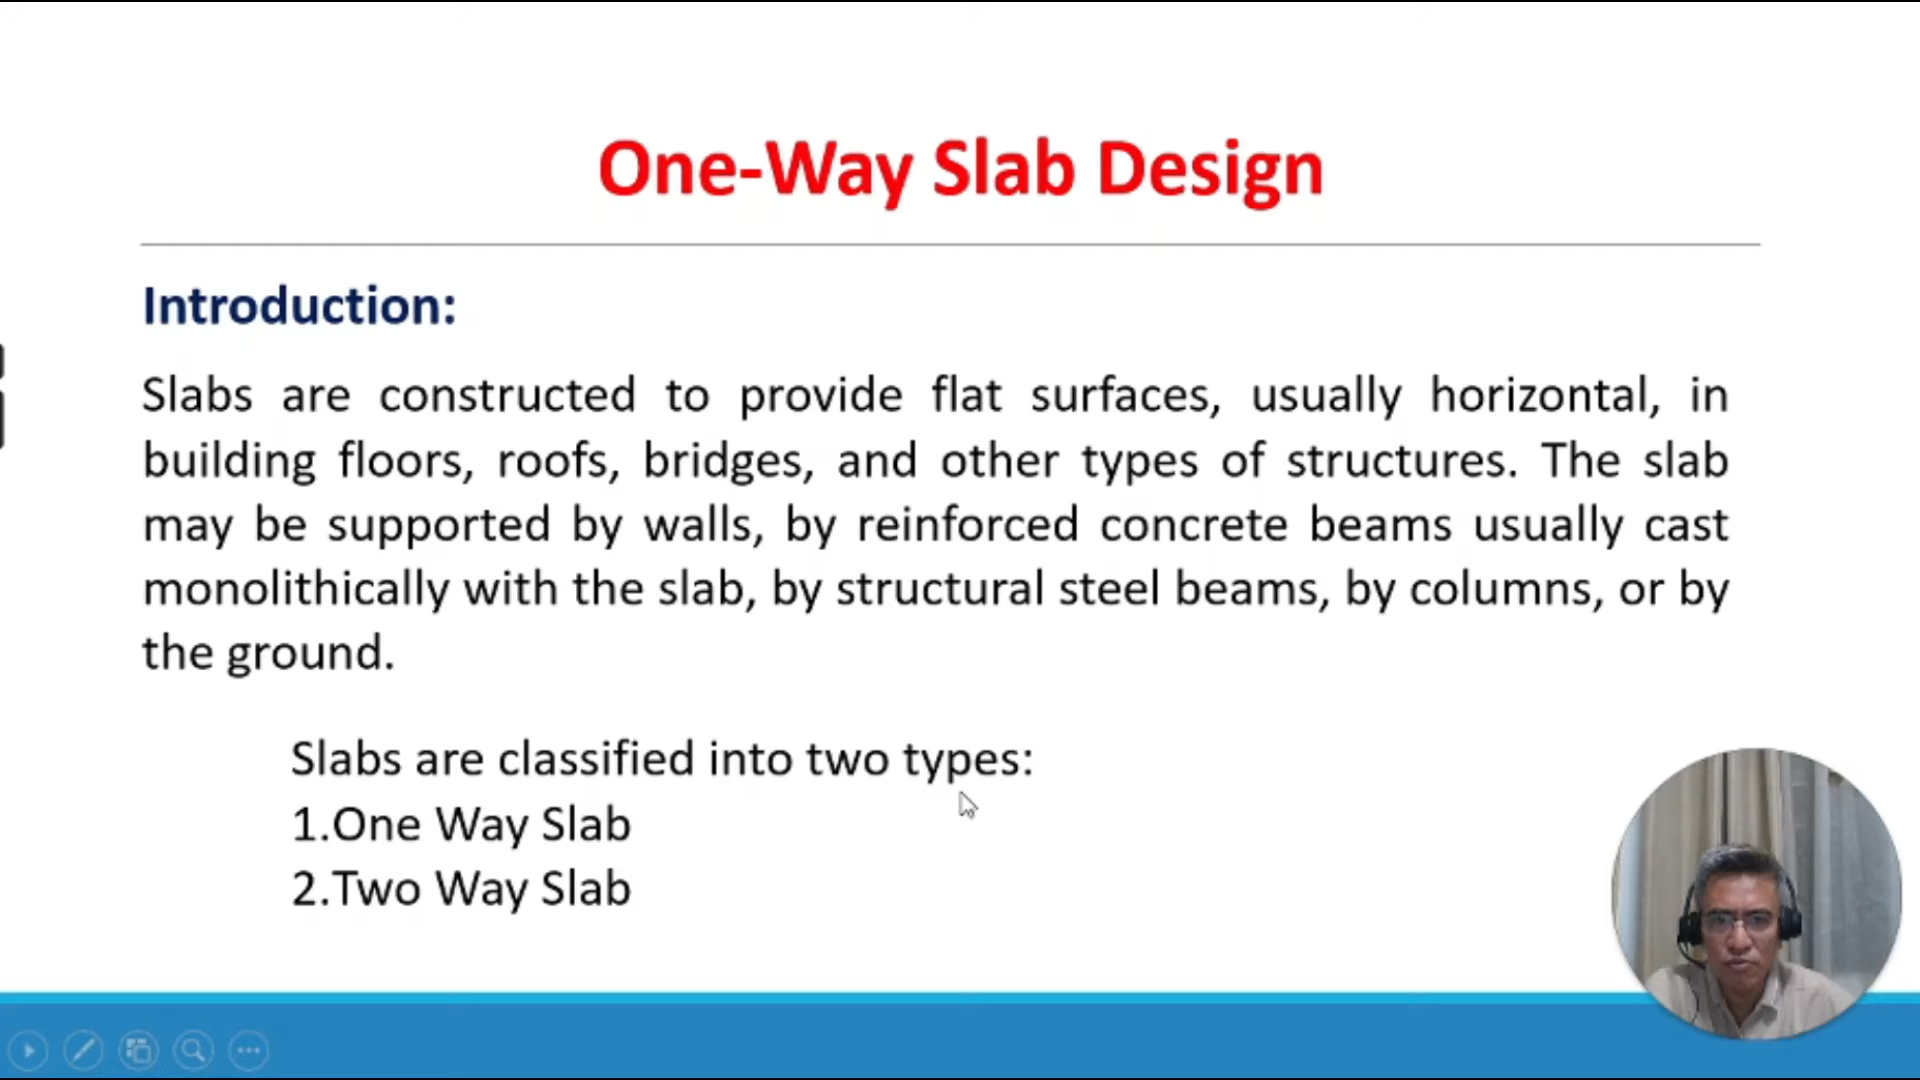 One-Way Slab Design
Introduction:
Slabs are constructed to provide flat surfaces, usually horizontal, in
building floors, roofs, bridges, and other types of structures. The slab
may be supported by walls, by reinforced concrete beams usually cast
monolithically with the slab, by structural steel beams, by columns, or by
the ground.
Slabs are classified into two types:
1.One Way Slab
2.Two Way Slab